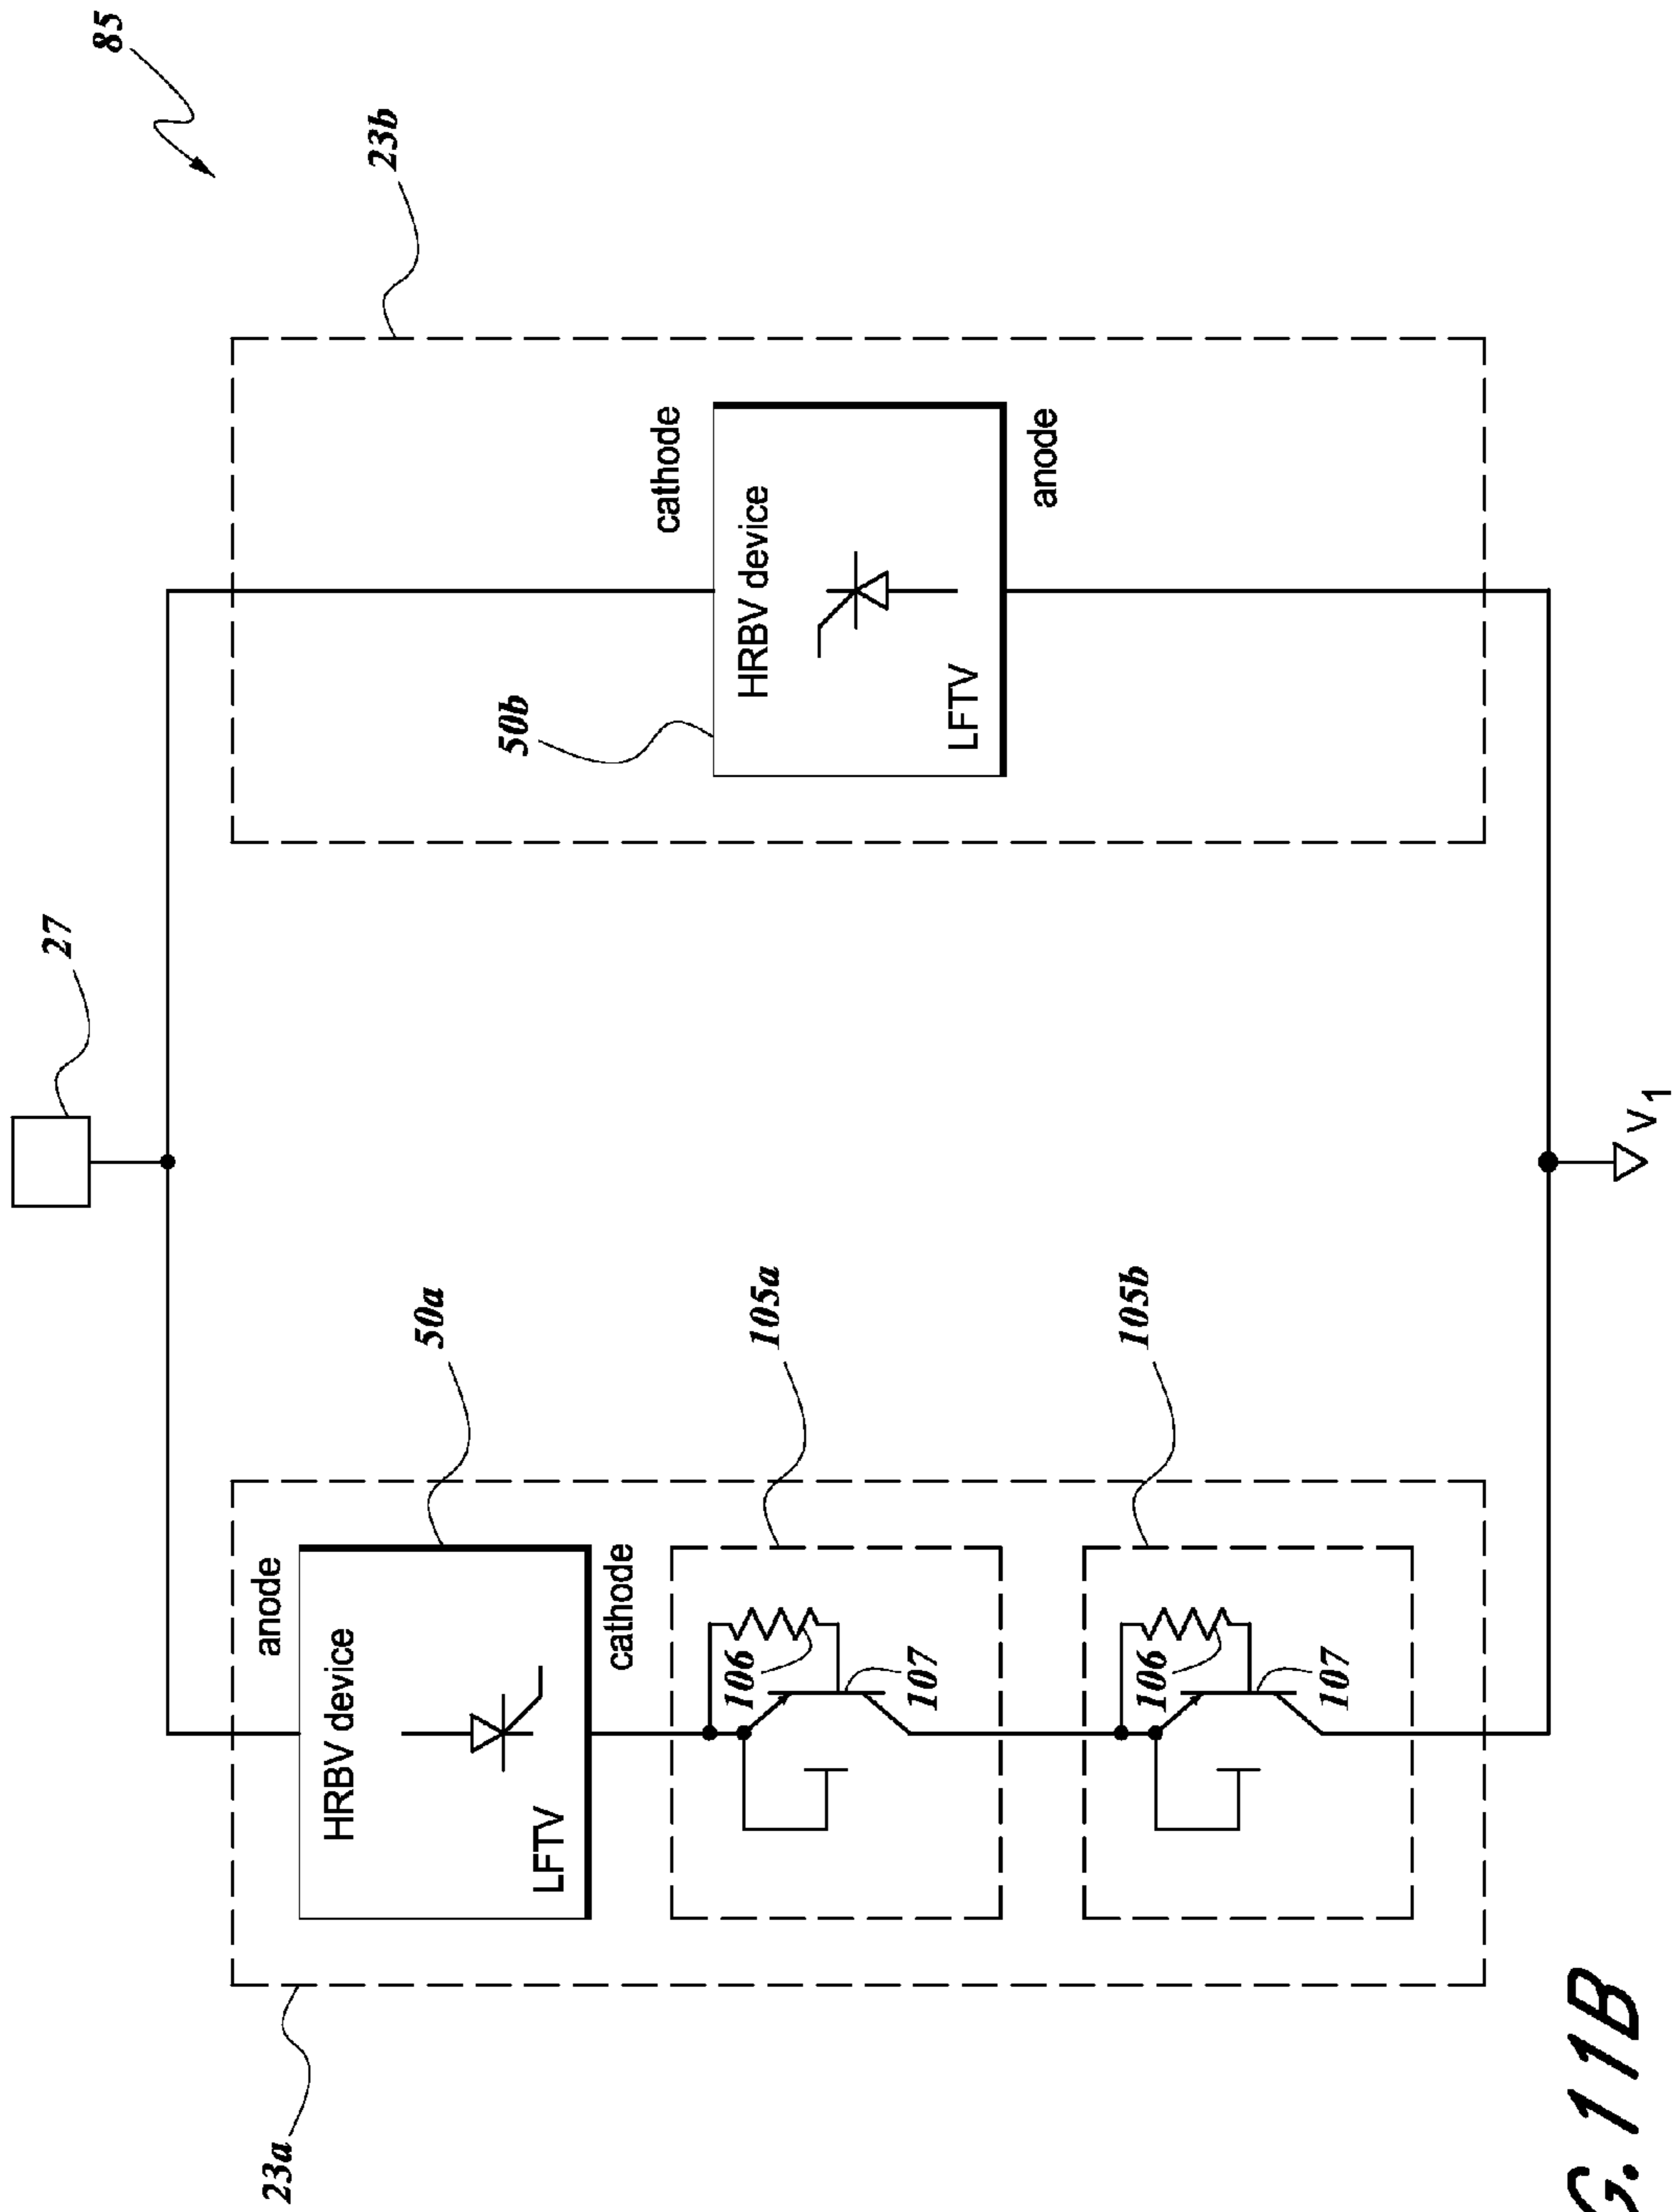 85
27
23a
23b
50a
anode
HRBV device
LFTV
cathode
105a
106
107
105b
106
107
50b
cathode
HRBV device
LFTV
anode
V1
G. 11B